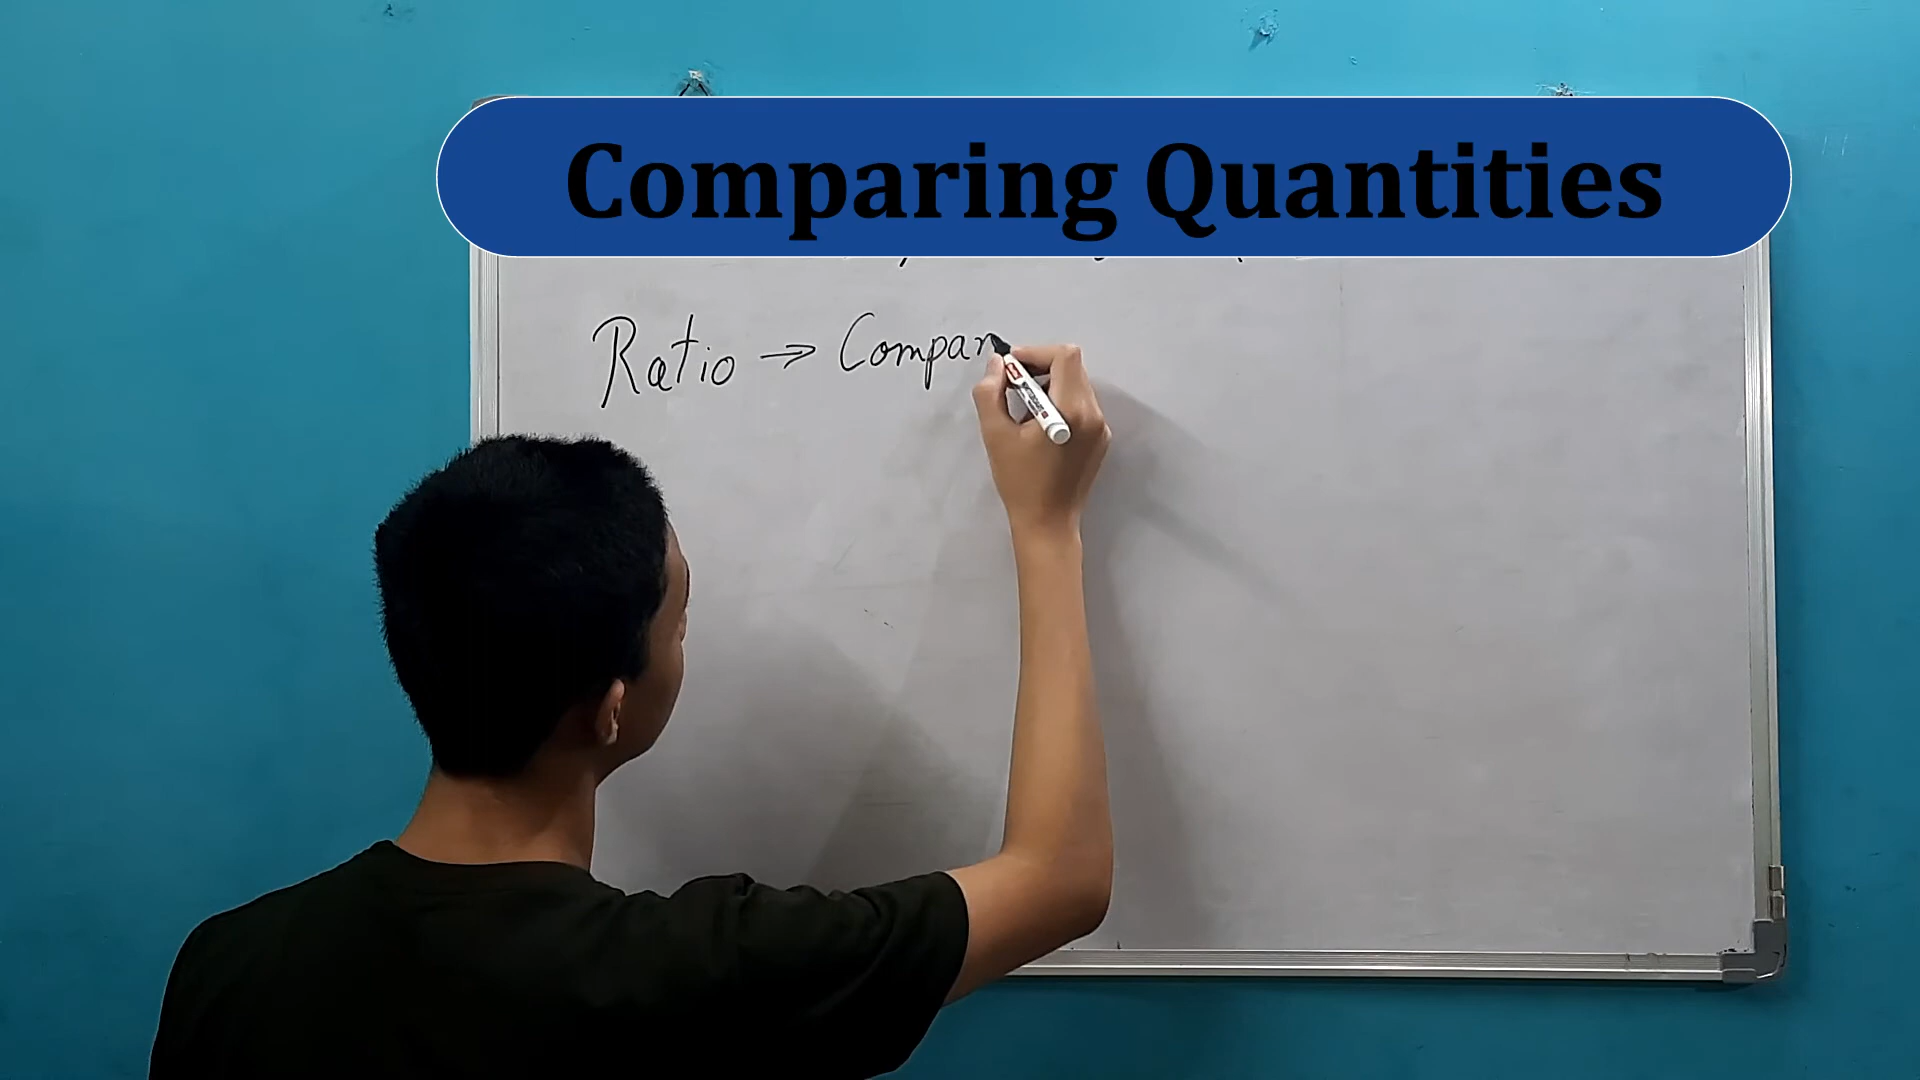 Comparing Quantities
Ratio → Compar